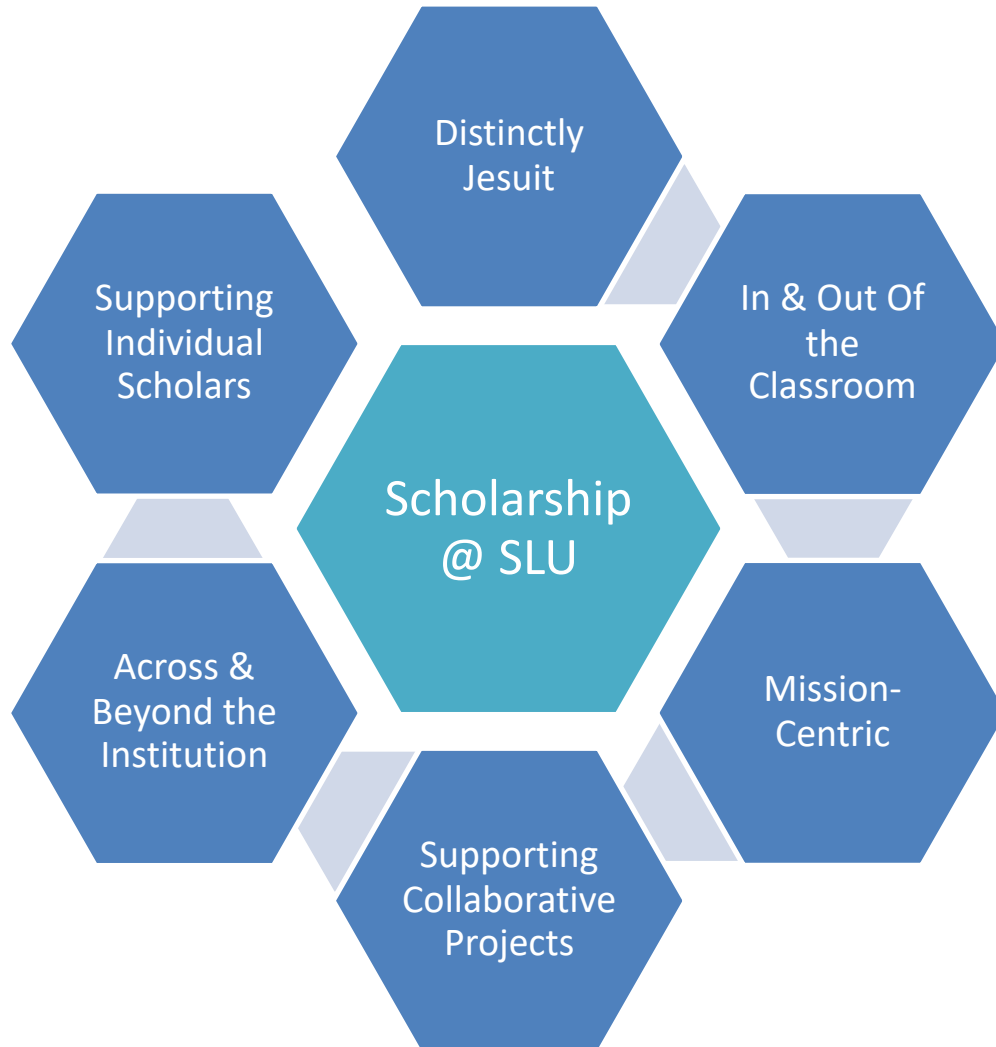 Distinctly
Jesuit
In & Out Of
the
Classroom
Mission-
Centric
Supporting
Collaborative
Projects
Across &
Beyond the
Institution
Supporting
Individual
Scholars
Scholarship
@ SLU